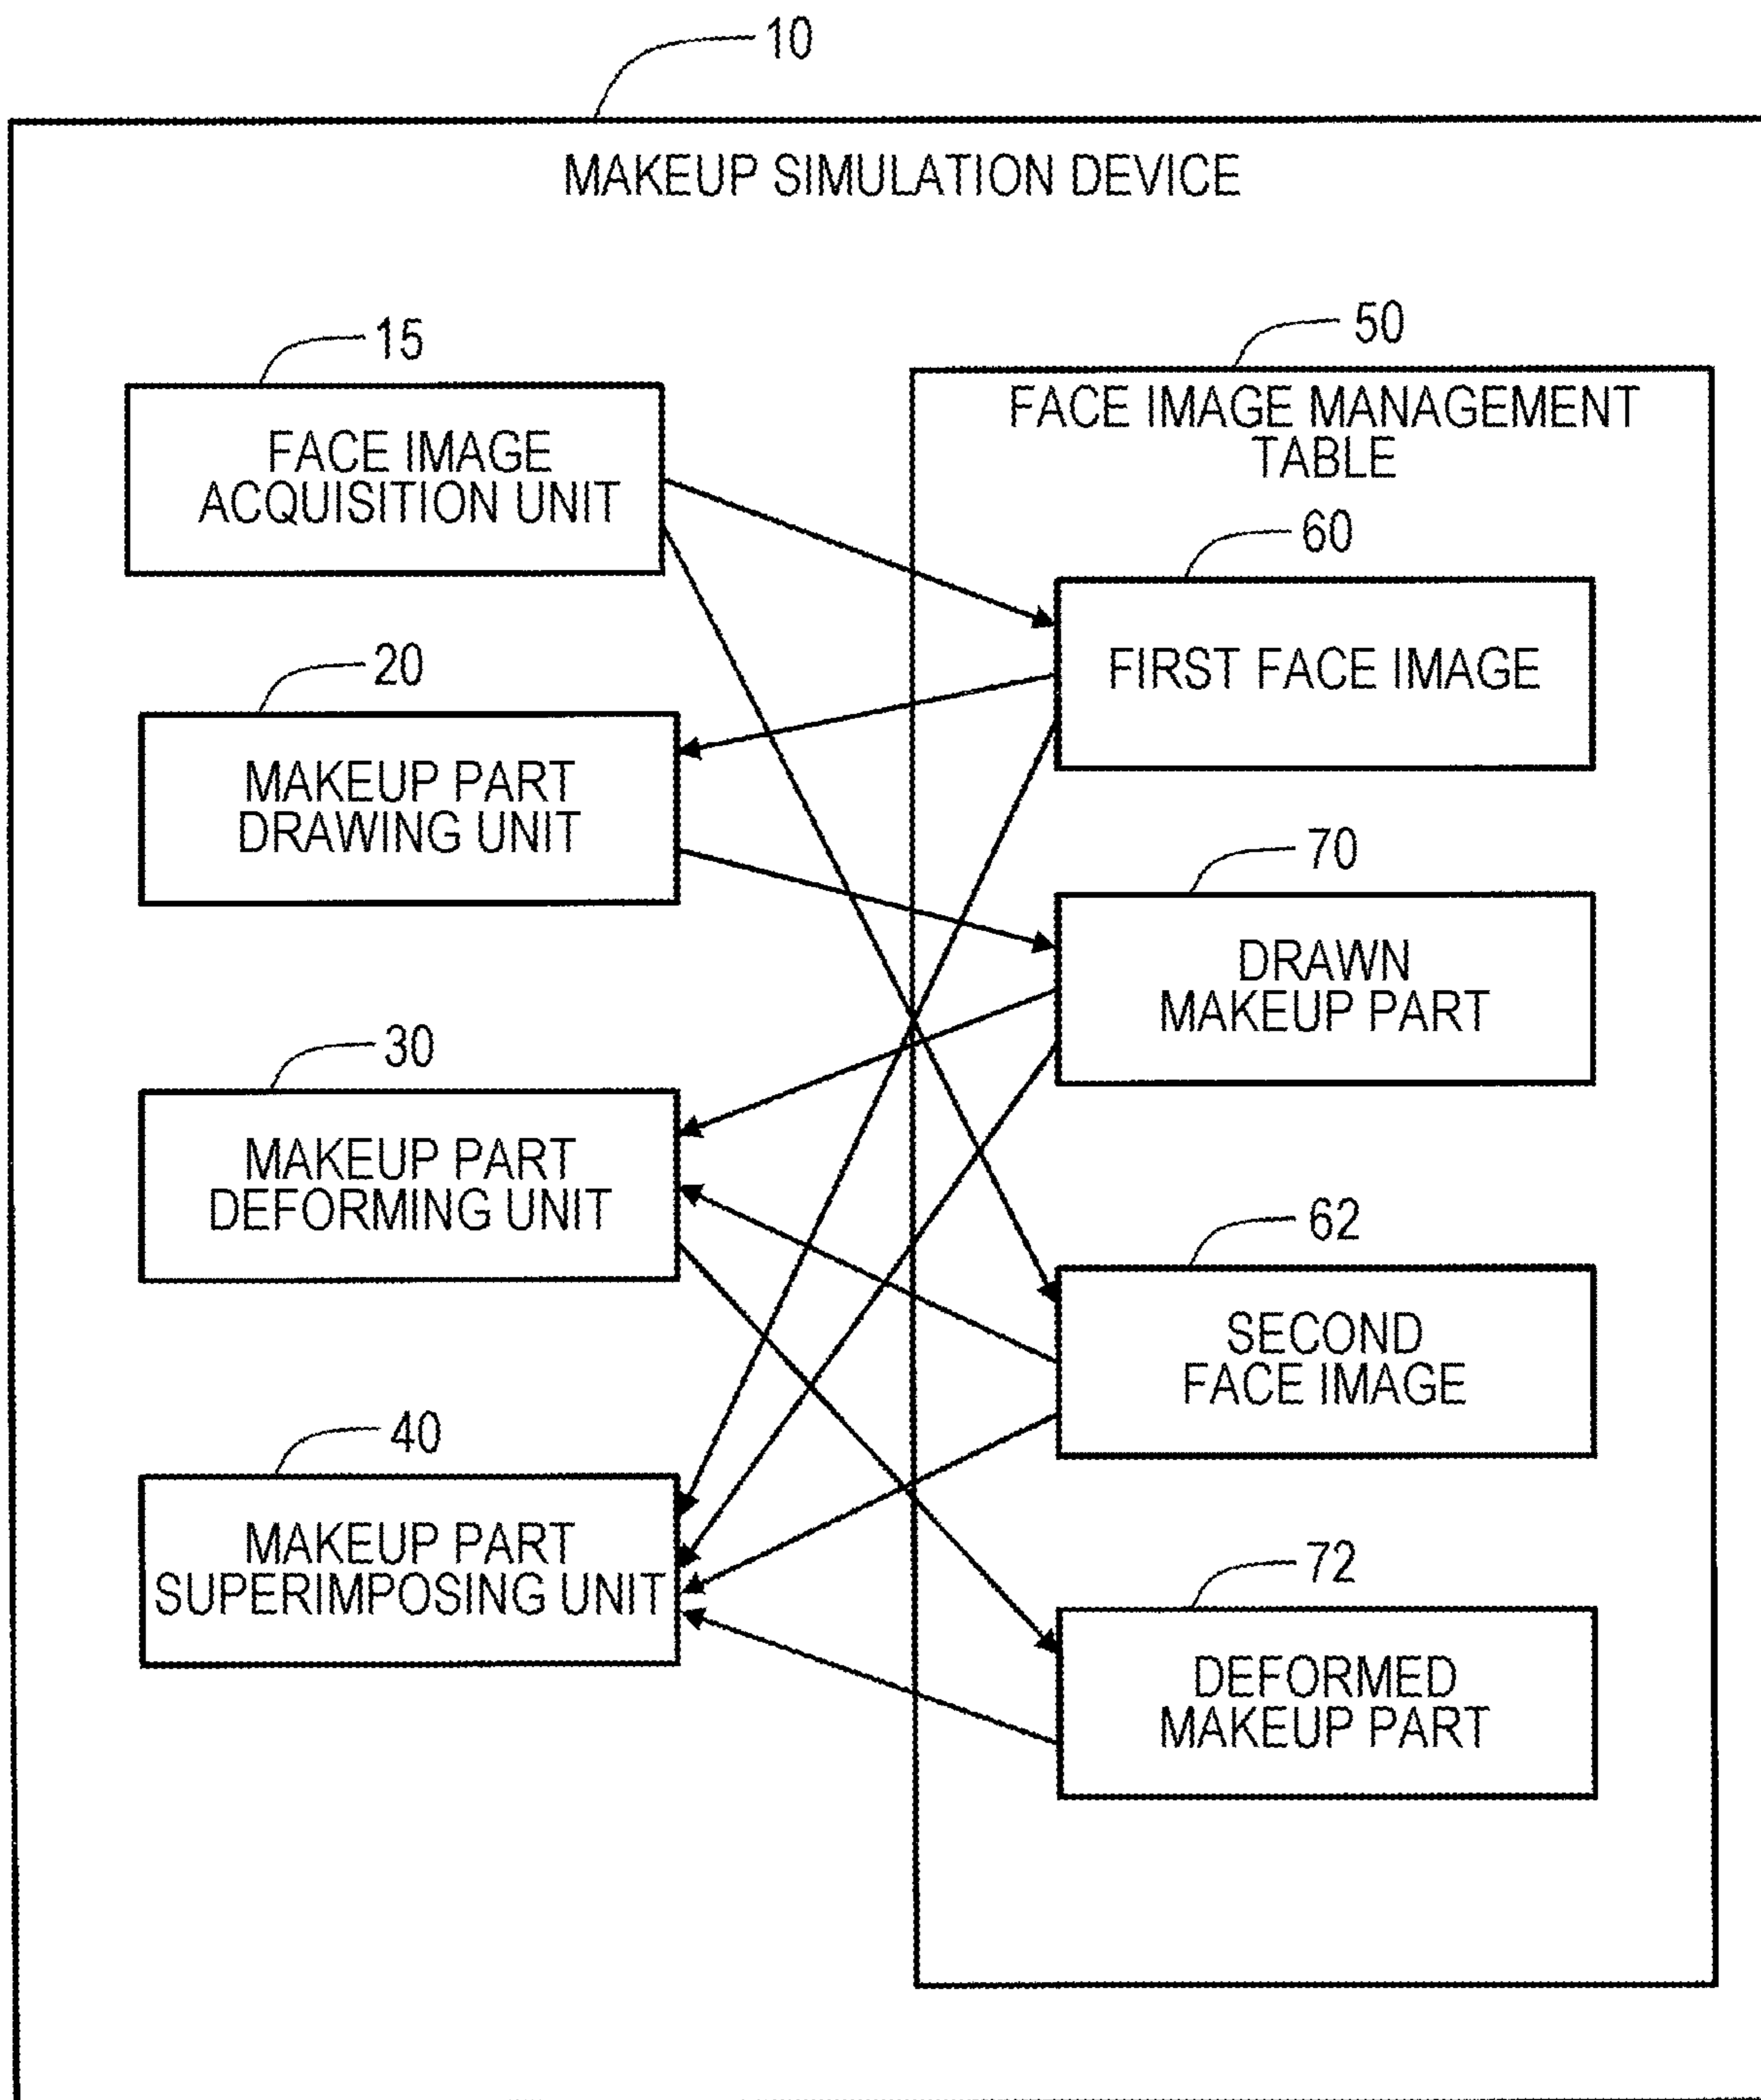 10
MAKEUP SIMULATION DEVICE
15
FACE IMAGE
ACQUISITION UNIT
20
MAKEUP PART
DRAWING UNIT
30
MAKEUP PART
DEFORMING UNIT
40
MAKEUP PART
SUPERIMPOSING UNIT
50
FACE IMAGE MANAGEMENT
TABLE
60
FIRST FACE IMAGE
70
DRAWN
MAKEUP PART
62
SECOND
FACE IMAGE
72
DEFORMED
MAKEUP PART